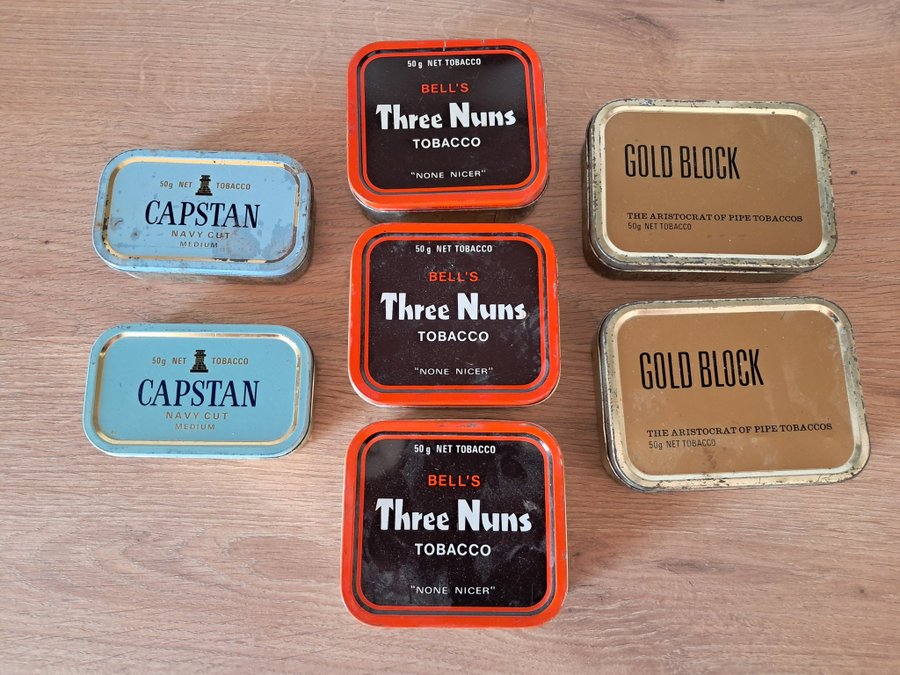 50g NET TOBACCO
CAPSTAN
NAVY CUT
MEDIUM
50g NET TOBACCO
CAPSTAN
NAVY CUT
MEDIUM
50g NET TOBACCO
BELL'S
Three Nuns
TOBACCO
"NONE NICER"
50g NET TOBACCO
BELL'S
Three Nuns
TOBACCO
"NONE NICER"
50g NET TOBACCO
BELL'S
Three Nuns
TOBACCO
"NONE NICER"
GOLD BLOCK
THE ARISTOCRAT OF PIPE TOBACCOS
50g NET TOBACCO
GOLD BLOCK
THE ARISTOCRAT OF PIPE TOBACCOS
50g NET TOBACCO